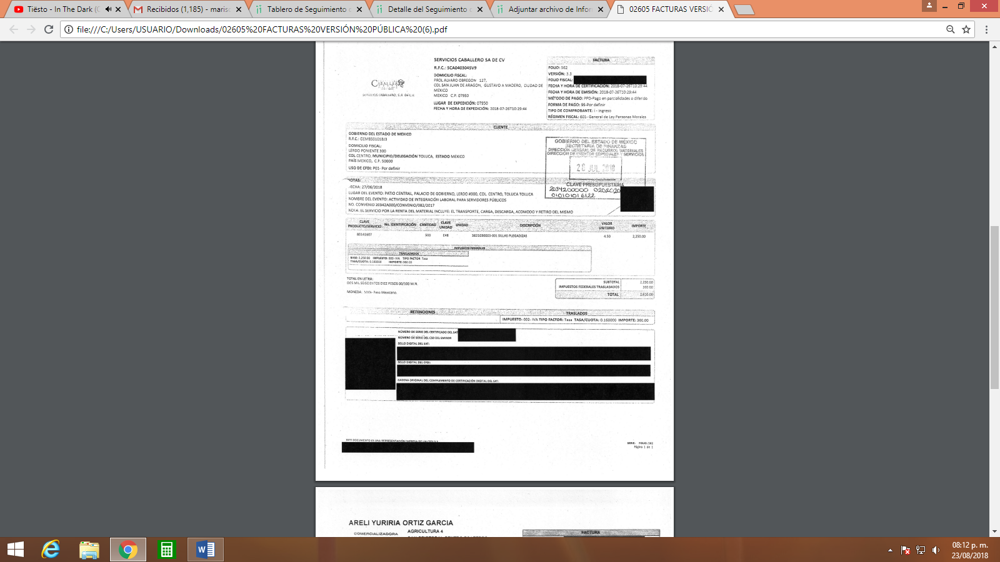 Tiësto - In The Dark (
Recibidos (1,185) - maris
Tablero de Seguimiento
Detalle del Seguimiento
Adjuntar archivo de Infor
02605 FACTURAS VERSIÓ
file:///C:/Users/USUARIO/Downloads/02605%20FACTURAS%20VERSIÓN%20PÚBLICA%20(6).pdf
CABALLERO
SERVICIOS CABALLERO, S.A. DE C.V.
SERVICIOS CABALLERO SA DE CV
R.F.C.: SCA040304SV9
DOMICILIO FISCAL:
PROL ALVARO OBREGON 127,
COL SAN JUAN DE ARAGON, GUSTAVO A MADERO, CIUDAD DE
MEXICO
MEXICO C.P. 07950
LUGAR DE EXPEDICIÓN: 07950
FECHA Y HORA DE EXPEDICIÓN: 2018-07-26T10:29:44
FACTURA
FOLIO: 562
VERSIÓN: 3.3
FOLIO FISCAL:
FECHA Y HORA DE CERTIFICACIÓN: 2018-07-26T10:29:44
FECHA Y HORA DE EMISIÓN: 2018-07-26T10:29:44
MÉTODO DE PAGO: PPD-Pago en parcialidades o diferido
FORMA DE PAGO: 99-Por definir
TIPO DE COMPROBANTE: I - Ingreso
RÉGIMEN FISCAL: 601- General de Ley Personas Morales
CLIENTE
GOBIERNO DEL ESTADO DE MEXICO
R.F.C.: GEM850101BJ3
DOMICILIO FISCAL:
LERDO PONIENTE 300
COL.CENTRO, MUNICIPIO/DELEGACIÓN TOLUCA, ESTADO MEXICO
PAÍS MEXICO, C.P. 50000
USO DE CFDI: P01- Por definir
GOBIERNO DEL ESTADO DE MÉXICO
SECRETARÍA DE FINANZAS
DIRECCIÓN GENERAL DE RECURSOS MATERIALES
DIRECCIÓN DE EVENTOS ESPECIALES Y SERVICIOS
JUL, 2018
CLAVE PRESUPUESTARIA
2034200000 0202020
010101016122
NOTAS:
FECHA: 27/06/2018
LUGAR DEL EVENTO: PATIO CENTRAL, PALACIO DE GOBIERNO, LERDO #300, COL. CENTRO, TOLUCA TOLUCA
NOMBRE DEL EVENTO: ACTIVIDAD DE INTEGRACIÓN LABORAL PARA SERVIDORES PÚBLICOS
NO. CONVENIO 20342A000/CONVENIO/082/2017
NOTA: EL SERVICIO POR LA RENTA DEL MATERIAL INCLUYE: EL TRANSPORTE, CARGA, DESCARGA, ACOMODO Y RETIRO DEL MISMO
CLAVE PRODUCTO/SERVICIO No. IDENTIFICACIÓN CANTIDAD CLAVE UNIDAD UNIDAD DESCRIPCIÓN VALOR UNITARIO IMPORTE
80141607 500 E48 3821030003-001 SILLAS PLEGADIZAS 4.50 2,250.00
IMPUESTOS FEDERALES
TRASLADADOS
BASE: 2,250.00 IMPUESTO: 002- IVA TIPO FACTOR: Tasa
TASA/CUOTA: 0.160000 IMPORTE: 360.00
TOTAL EN LETRA:
DOS MIL SEISCIENTOS DIEZ PESOS 00/100 M.N.
MONEDA: MXN- Peso Mexicano.
SUBTOTAL 2,250.00
IMPUESTOS FEDERALES TRASLADADOS 360.00
TOTAL 2,610.00
RETENCIONES TRASLADOS
IMPUESTO: 002- IVA TIPO FACTOR: Tasa TASA/CUOTA: 0.160000 IMPORTE: 360.00
NÚMERO DE SERIE DEL CERTIFICADO DEL SAT
NÚMERO DE SERIE DEL CSD DEL EMISOR
SELLO DIGITAL DEL SAT:
SELLO DIGITAL DEL CFDI:
CADENA ORIGINAL DEL COMPLEMENTO DE CERTIFICACIÓN DIGITAL DEL SAT:
ESTE DOCUMENTO ES UNA REPRESENTACIÓN IMPRESA DE UN CFDI 3.3
SERIE: FOLIO: 562
Página 1 de 1
ARELI YURIRIA ORTIZ GARCIA
COMERCIALIZADORA
AGRICULTURA 4
FACTURA
08:12 p. m.
23/08/2018